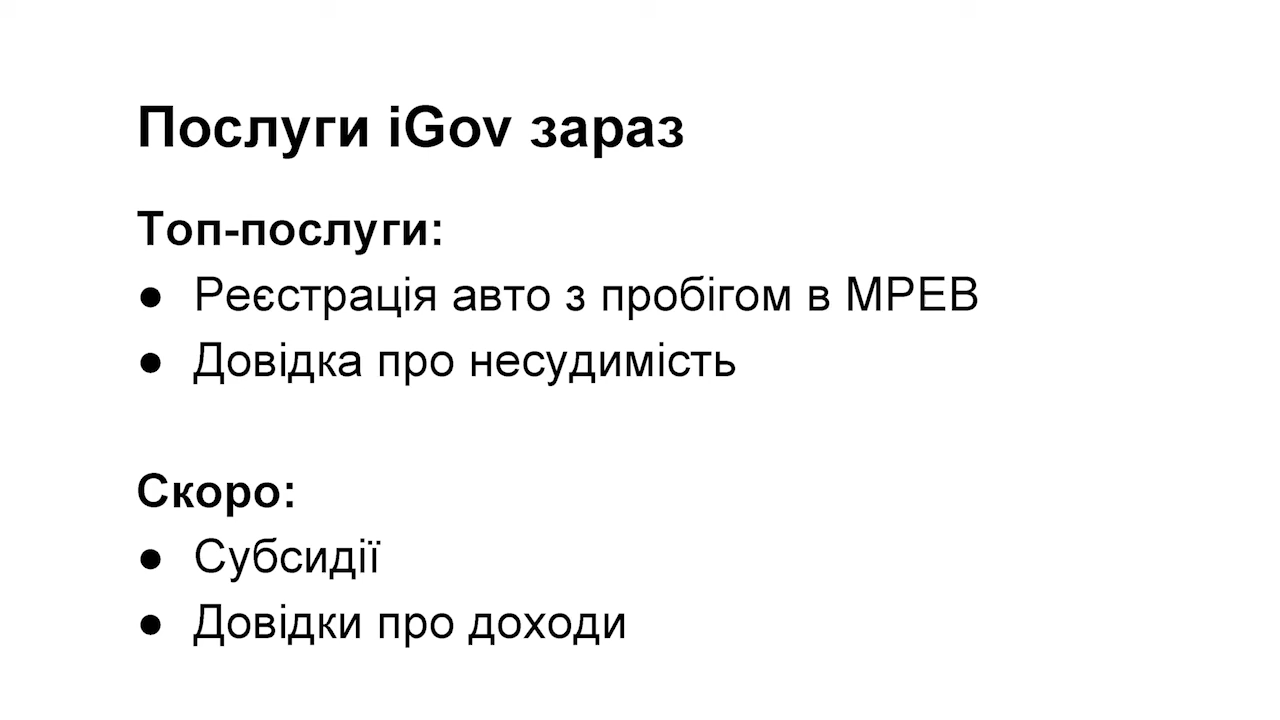 Послуги iGov зараз
Топ-послуги:
● Реєстрація авто з пробігом в МРЕВ
● Довідка про несудимість
Скоро:
● Субсидії
● Довідки про доходи